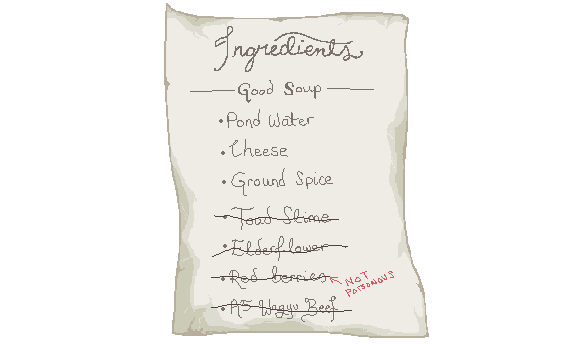 Ingredients
Good Soup
• Pond Water
• Cheese
• Ground Spice
• Toad Slime
• Elderflower
• Red berries NOT POISONOUS
• A5 Wagyu Beef